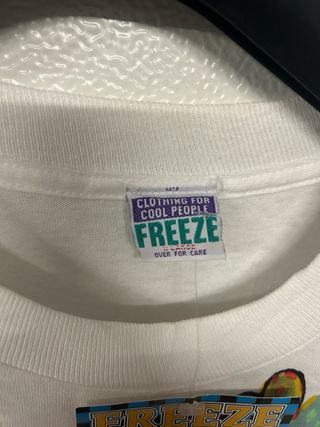 CLOTHING FOR
COOL PEOPLE
FREEZE
X LARGE
OVER FOR CARE
FREEZE